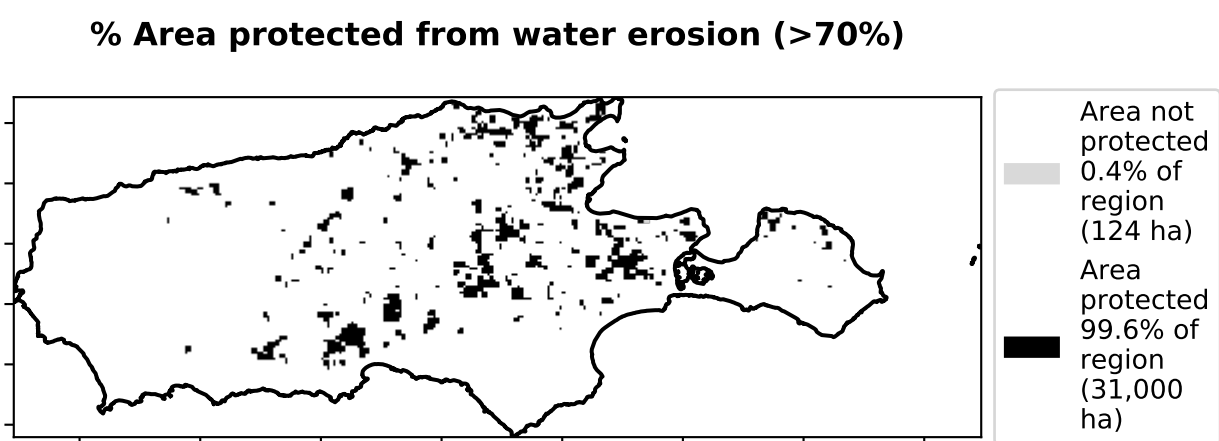 % Area protected from water erosion (>70%)
Area not
protected
0.4% of
region
(124 ha)
Area
protected
99.6% of
region
(31,000
ha)